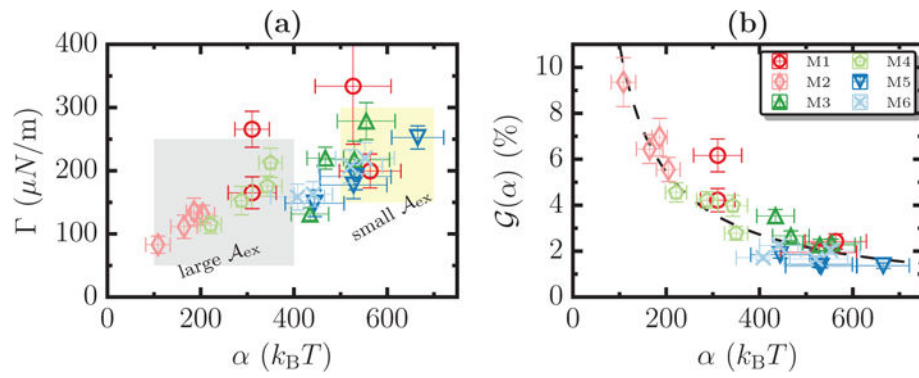 (a)
400
300
200
100
0
Γ (μN/m)
large 𝒜ex
small 𝒜ex
0 200 400 600
α (kBT)
(b)
10
8
6
4
2
0
𝒢(α) (%)
M1 M4
M2 M5
M3 M6
0 200 400 600
α (kBT)